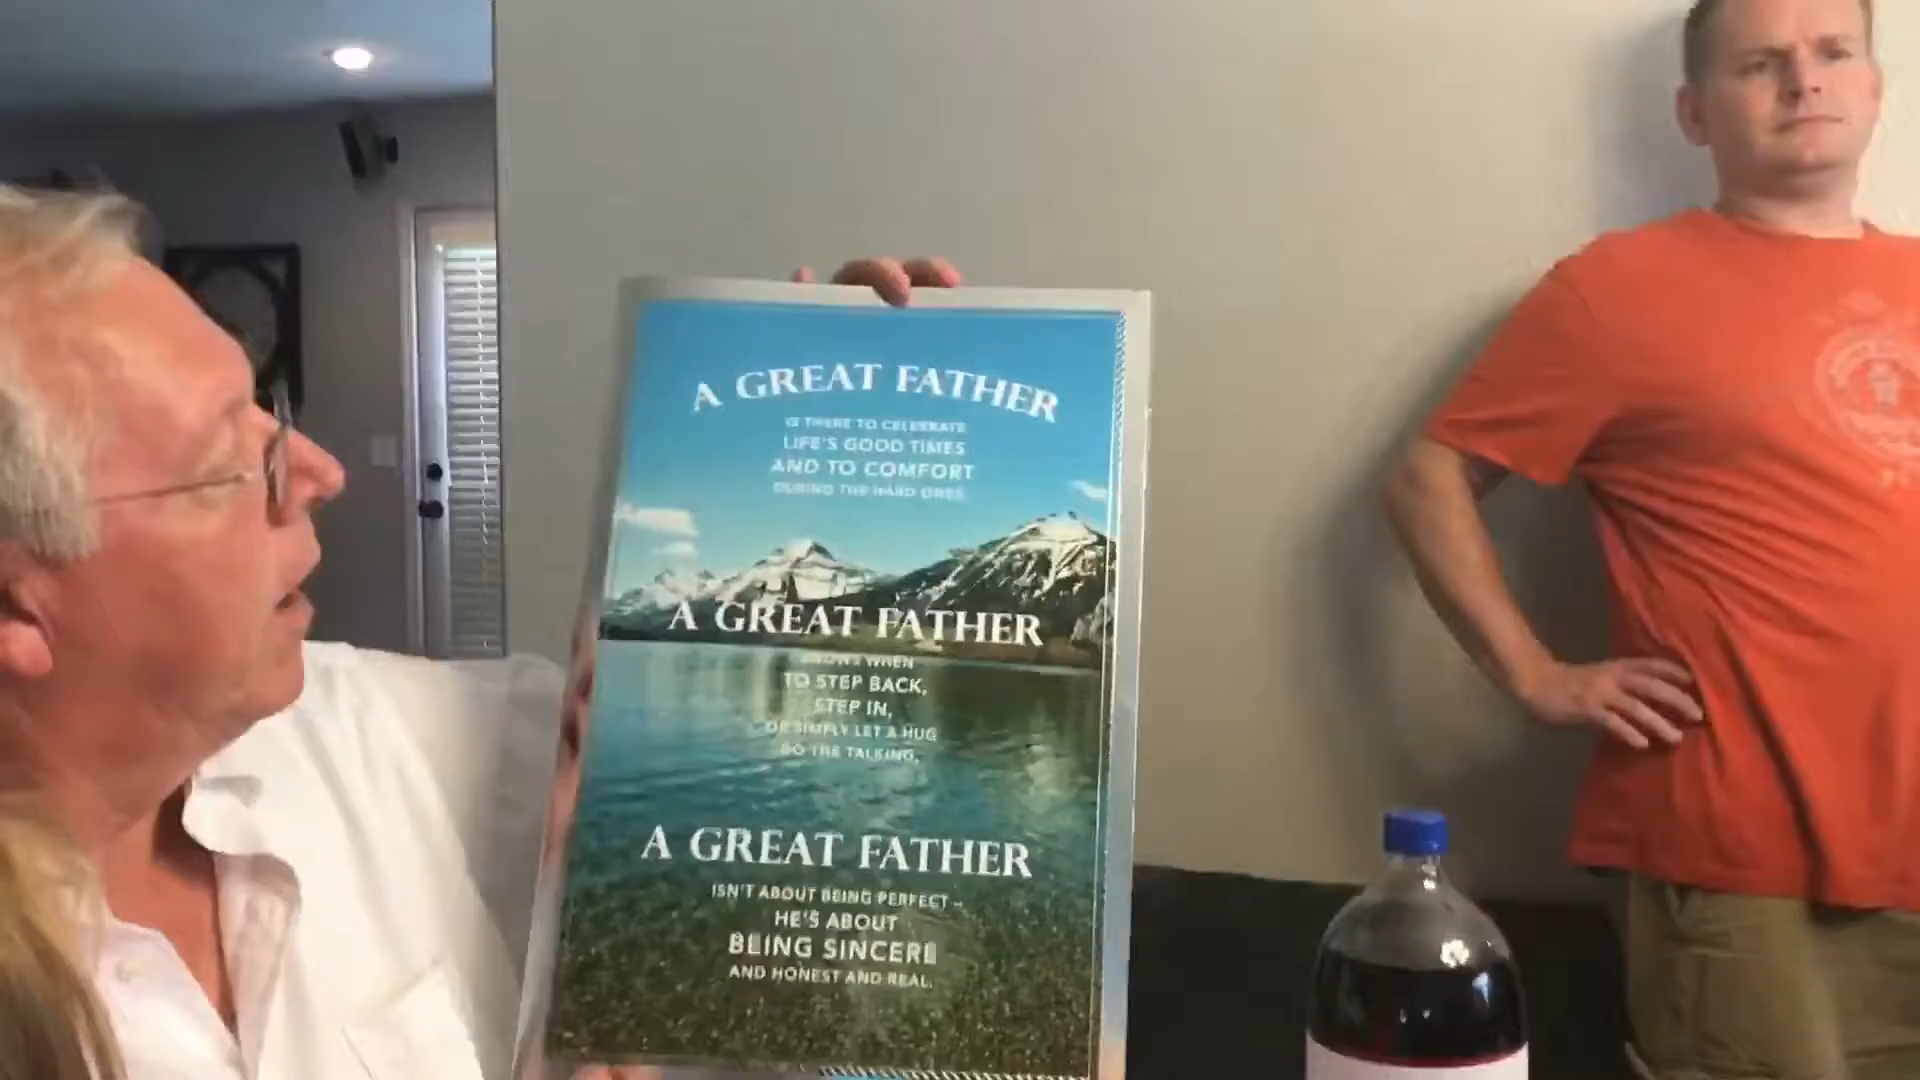 A GREAT FATHER
IS THERE TO CELEBRATE
LIFE'S GOOD TIMES
AND TO COMFORT
DURING THE HARD ONES.
A GREAT FATHER
KNOWS WHEN
TO STEP BACK,
STEP IN,
OR SIMPLY LET A HUG
DO THE TALKING.
A GREAT FATHER
ISN'T ABOUT BEING PERFECT –
HE'S ABOUT
BEING SINCERE
AND HONEST AND REAL.